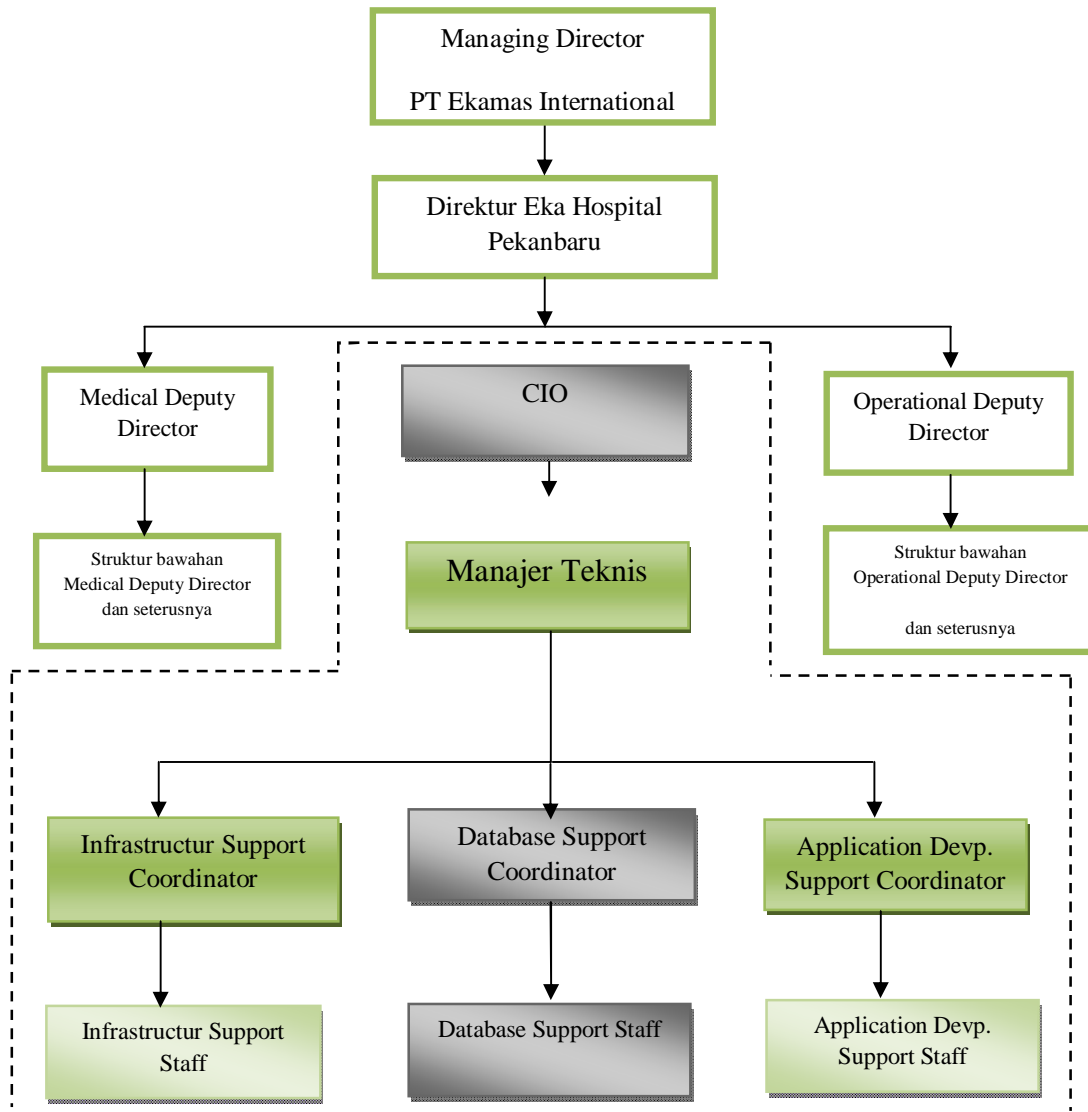 Managing Director
PT Ekamas International
Direktur Eka Hospital
Pekanbaru
Medical Deputy
Director
CIO
Operational Deputy
Director
Struktur bawahan
Medical Deputy Director
dan seterusnya
Manajer Teknis
Struktur bawahan
Operational Deputy Director
dan seterusnya
Infrastructur Support
Coordinator
Database Support
Coordinator
Application Devp.
Support Coordinator
Infrastructur Support
Staff
Database Support Staff
Application Devp.
Support Staff